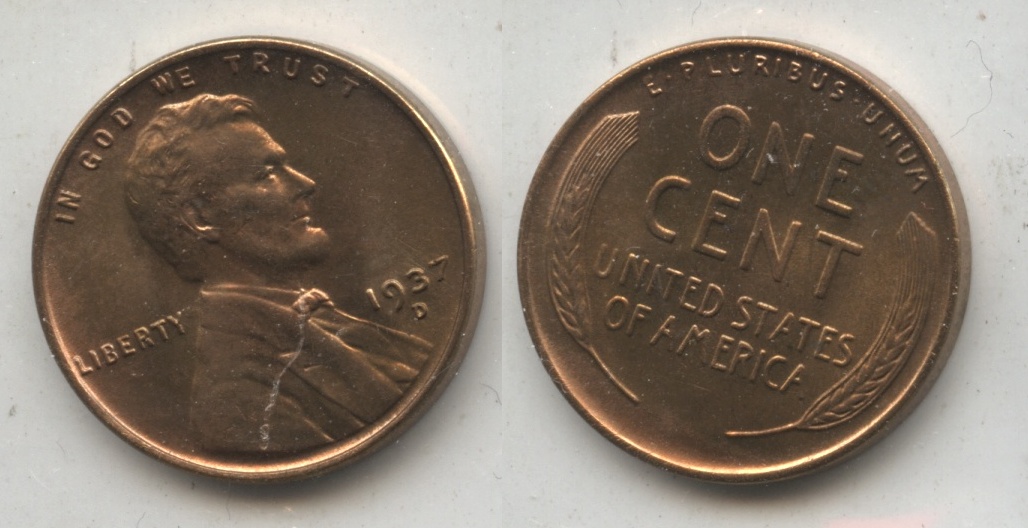 IN GOD WE TRUST
LIBERTY
1937
D
E·PLURIBUS·UNUM
ONE
CENT
UNITED STATES
OF AMERICA